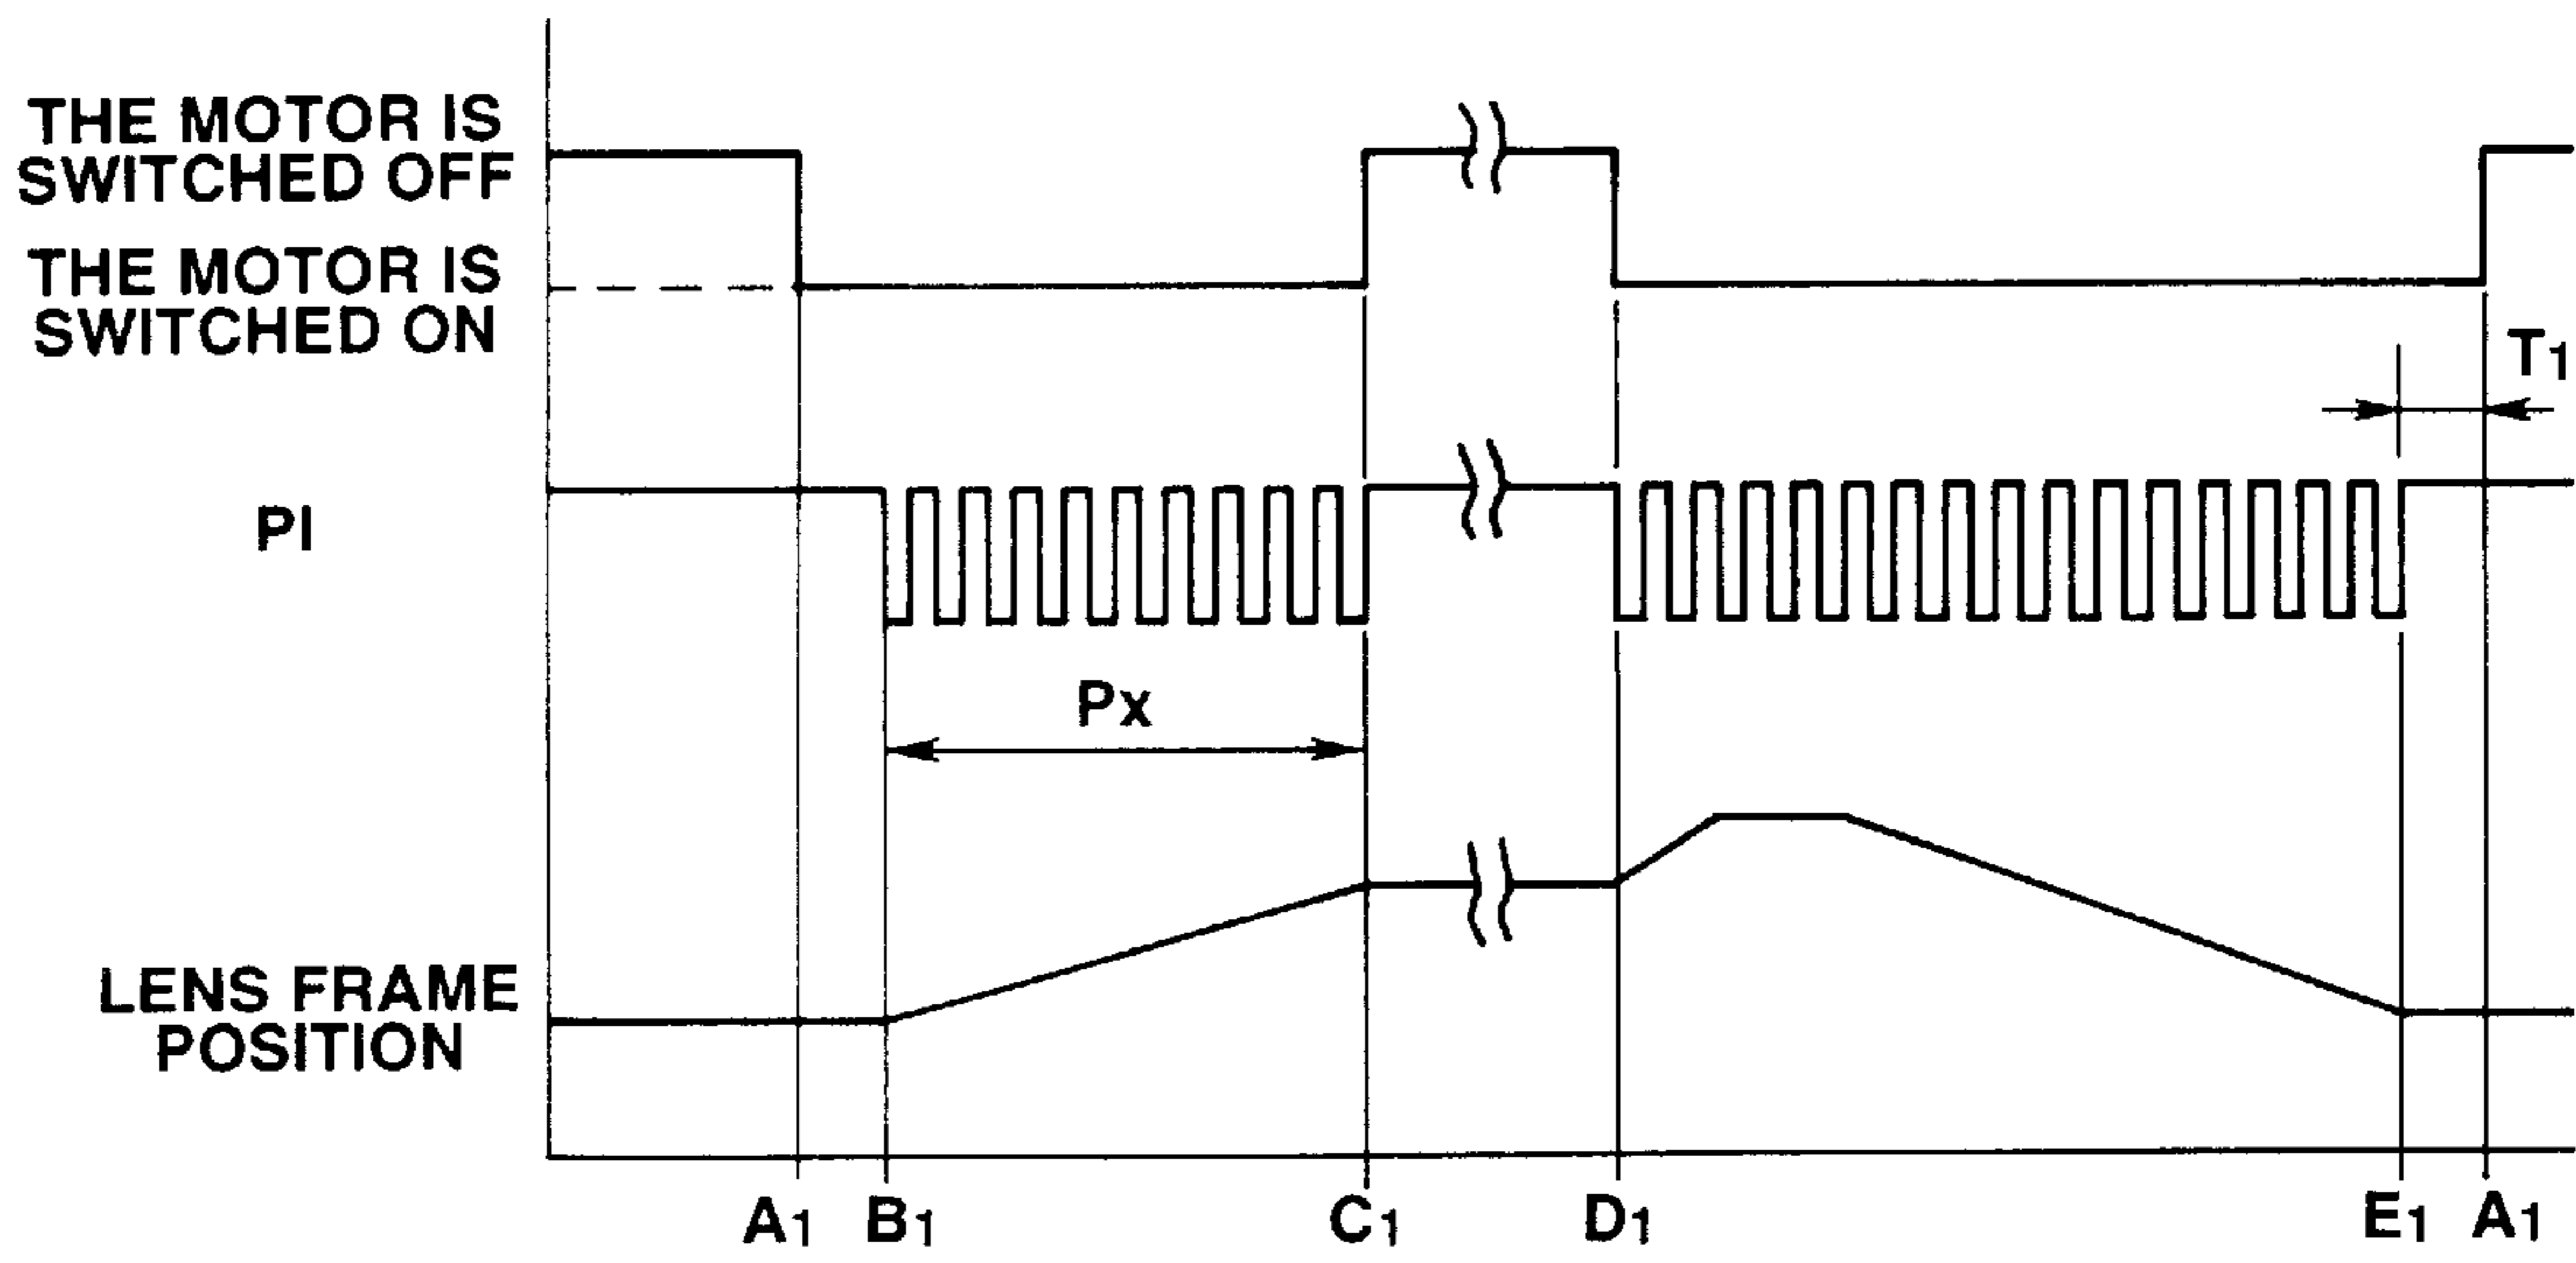 THE MOTOR IS
SWITCHED OFF
THE MOTOR IS
SWITCHED ON
T1
PI
Px
LENS FRAME
POSITION
A1 B1 C1 D1 E1 A1